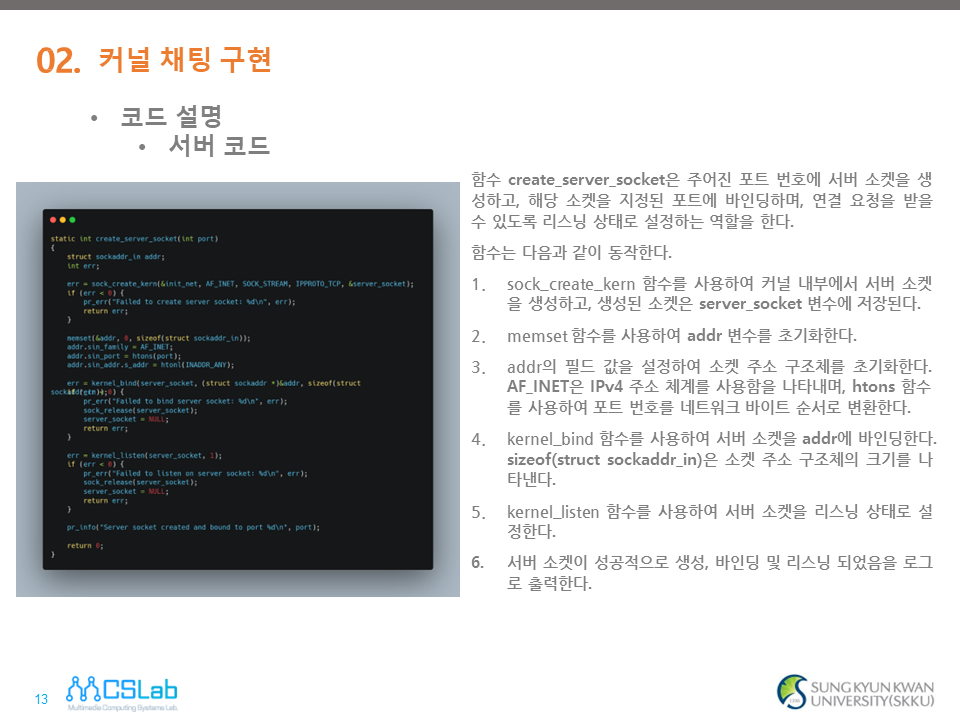 02. 커널 채팅 구현
• 코드 설명
• 서버 코드
static int create_server_socket(int port)
{
struct sockaddr_in addr;
int err;
err = sock_create_kern(&init_net, AF_INET, SOCK_STREAM, IPPROTO_TCP, &server_socket);
if (err < 0) {
pr_err("Failed to create server socket: %d\n", err);
return err;
}
memset(&addr, 0, sizeof(struct sockaddr_in));
addr.sin_family = AF_INET;
addr.sin_port = htons(port);
addr.sin_addr.s_addr = htonl(INADDR_ANY);
err = kernel_bind(server_socket, (struct sockaddr *)&addr, sizeof(struct
pr_err("Failed to bind server socket: %d\n", err);
sock_release(server_socket);
server_socket = NULL;
return err;
}
err = kernel_listen(server_socket, 1);
if (err < 0) {
pr_err("Failed to listen on server socket: %d\n", err);
sock_release(server_socket);
server_socket = NULL;
return err;
}
pr_info("Server socket created and bound to port %d\n", port);
return 0;
}
함수 create_server_socket은 주어진 포트 번호에 서버 소켓을 생
성하고, 해당 소켓을 지정된 포트에 바인딩하며, 연결 요청을 받을
수 있도록 리스닝 상태로 설정하는 역할을 한다.
함수는 다음과 같이 동작한다.
1. sock_create_kern 함수를 사용하여 커널 내부에서 서버 소켓
을 생성하고, 생성된 소켓은 server_socket 변수에 저장된다.
2. memset 함수를 사용하여 addr 변수를 초기화한다.
3. addr의 필드 값을 설정하여 소켓 주소 구조체를 초기화한다.
AF_INET은 IPv4 주소 체계를 사용함을 나타내며, htons 함수
를 사용하여 포트 번호를 네트워크 바이트 순서로 변환한다.
4. kernel_bind 함수를 사용하여 서버 소켓을 addr에 바인딩한다.
sizeof(struct sockaddr_in)은 소켓 주소 구조체의 크기를 나
타낸다.
5. kernel_listen 함수를 사용하여 서버 소켓을 리스닝 상태로 설
정한다.
6. 서버 소켓이 성공적으로 생성, 바인딩 및 리스닝 되었음을 로그
로 출력한다.
13
MCSLab
Multimedia Computing Systems Lab.
SUNG KYUN KWAN
UNIVERSITY(SKKU)